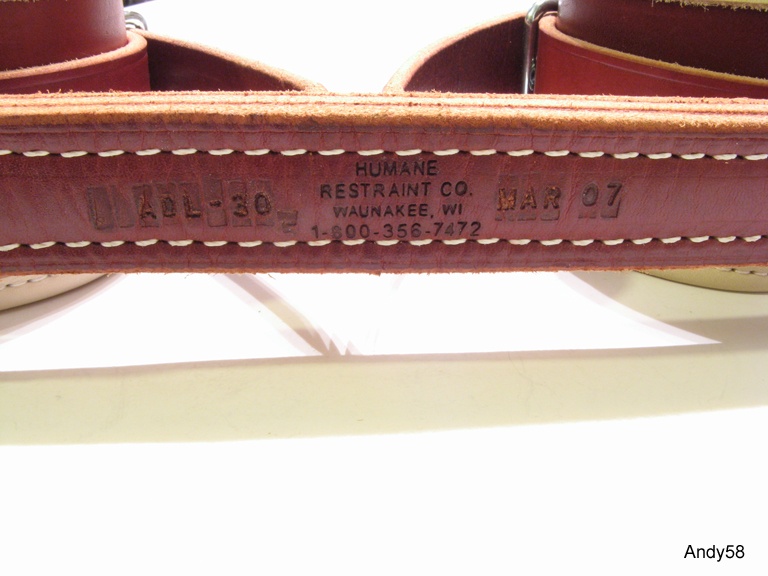 HUMANE
RESTRAINT CO.
WAUNAKEE, WI
1-800-356-7472
ADL-30
MAR 07
Andy58